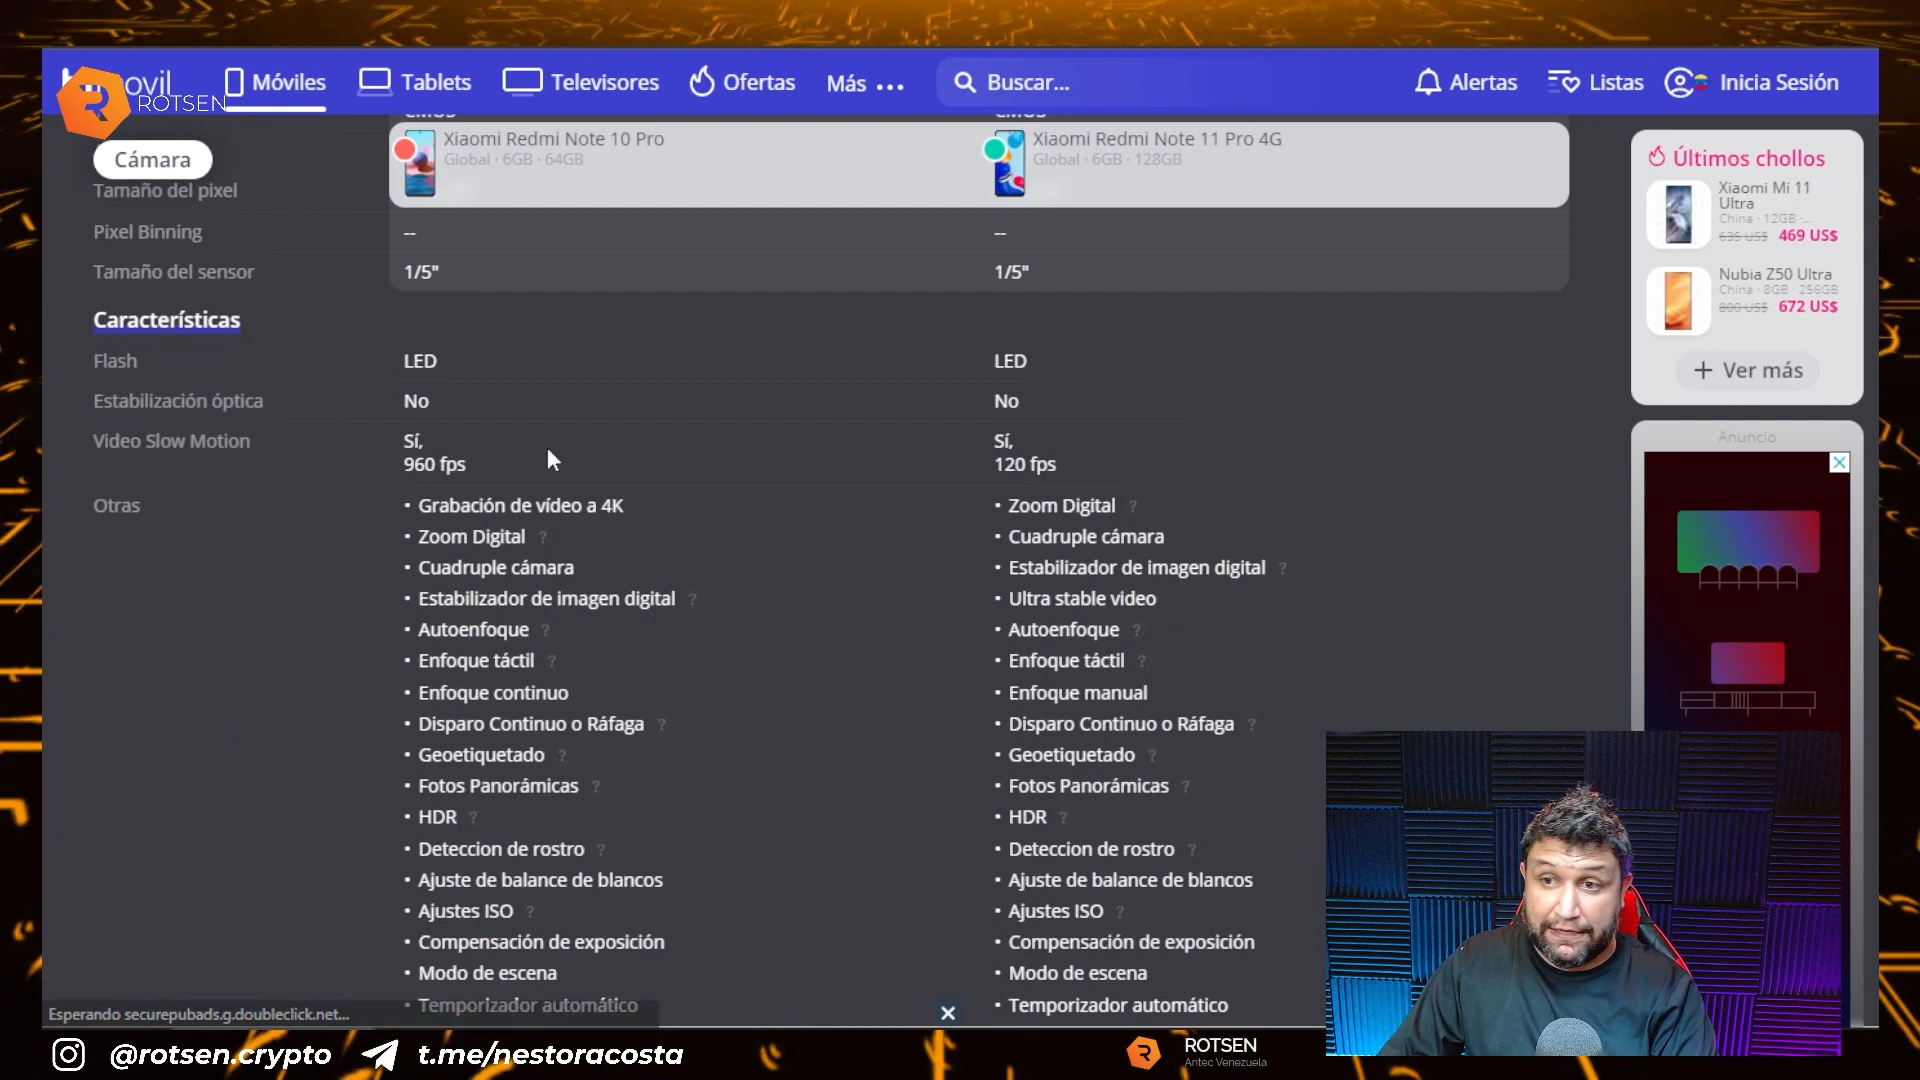 ovil
ROTSEN
Móviles
Tablets
Televisores
Ofertas
Más
Buscar...
Alertas
Listas
Inicia Sesión
Cámara
Xiaomi Redmi Note 10 Pro
Global · 6GB · 64GB
Xiaomi Redmi Note 11 Pro 4G
Global · 6GB · 128GB
Tamaño del pixel
Pixel Binning
--
--
Tamaño del sensor
1/5"
1/5"
Características
Flash
LED
LED
Estabilización óptica
No
No
Video Slow Motion
Sí,
960 fps
Sí,
120 fps
Otras
• Grabación de vídeo a 4K
• Zoom Digital ?
• Cuadruple cámara
• Estabilizador de imagen digital ?
• Autoenfoque ?
• Enfoque táctil ?
• Enfoque continuo
• Disparo Continuo o Ráfaga ?
• Geoetiquetado ?
• Fotos Panorámicas ?
• HDR ?
• Deteccion de rostro ?
• Ajuste de balance de blancos
• Ajustes ISO ?
• Compensación de exposición
• Modo de escena
• Temporizador automático
• Zoom Digital ?
• Cuadruple cámara
• Estabilizador de imagen digital ?
• Ultra stable video
• Autoenfoque ?
• Enfoque táctil ?
• Enfoque manual
• Disparo Continuo o Ráfaga ?
• Geoetiquetado ?
• Fotos Panorámicas ?
• HDR ?
• Deteccion de rostro ?
• Ajuste de balance de blancos
• Ajustes ISO ?
• Compensación de exposición
• Modo de escena
• Temporizador automático
Últimos chollos
Xiaomi Mi 11
Ultra
China · 12GB ·...
635 US$ 469 US$
Nubia Z50 Ultra
China · 8GB · 256GB
800 US$ 672 US$
+ Ver más
Anuncio
Esperando securepubads.g.doubleclick.net...
@rotsen.crypto
t.me/nestoracosta
ROTSEN
Antec Venezuela